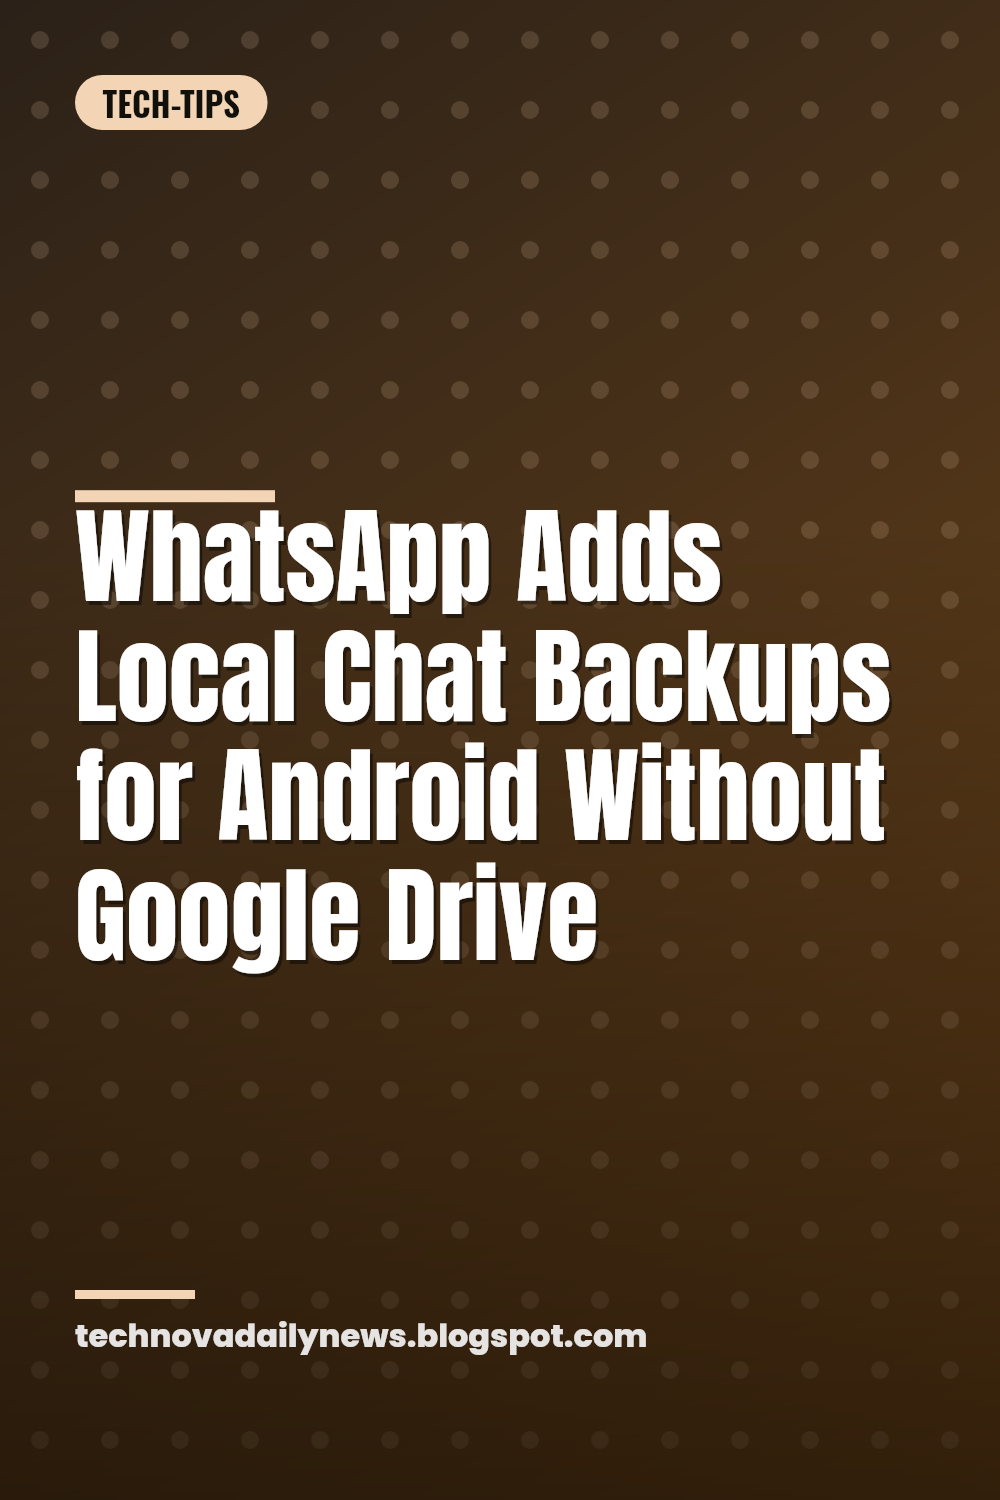 TECH-TIPS
WhatsApp Adds
Local Chat Backups
for Android Without
Google Drive
technovadailynews.blogspot.com